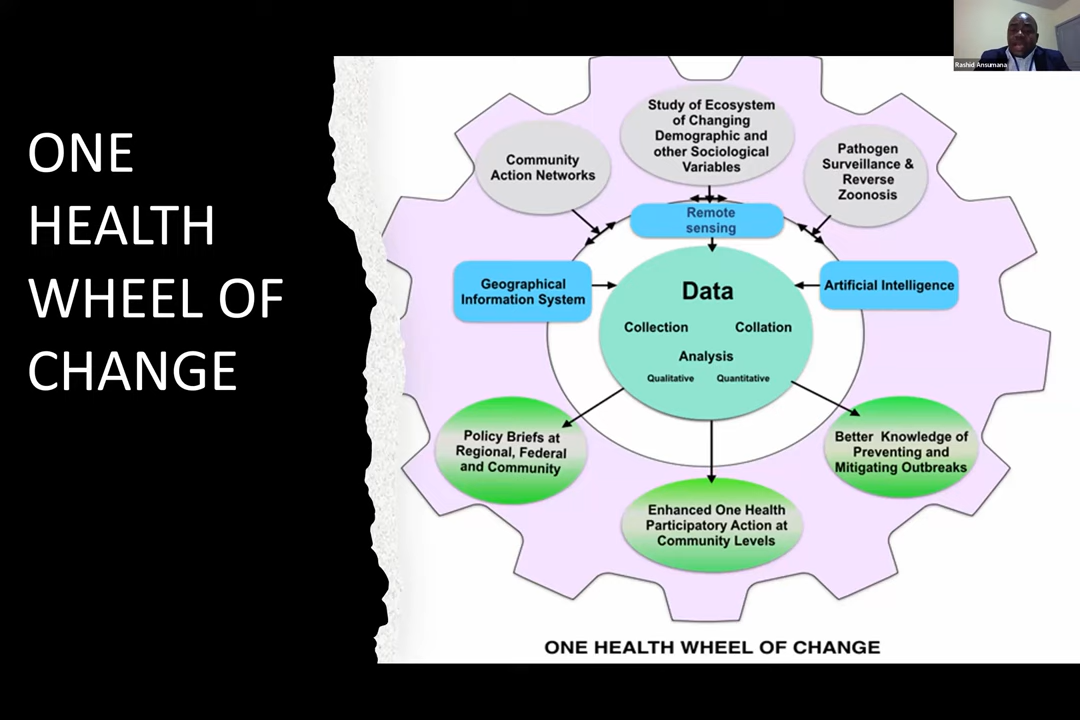 Rashid Ansumana
ONE
HEALTH
WHEEL OF
CHANGE
Study of Ecosystem
of Changing
Demographic and
other Sociological
Variables
Community
Action Networks
Pathogen
Surveillance &
Reverse
Zoonosis
Remote
sensing
Geographical
Information System
Artificial Intelligence
Data
Collection
Collation
Analysis
Qualitative
Quantitative
Policy Briefs at
Regional, Federal
and Community
Better Knowledge of
Preventing and
Mitigating Outbreaks
Enhanced One Health
Participatory Action at
Community Levels
ONE HEALTH WHEEL OF CHANGE